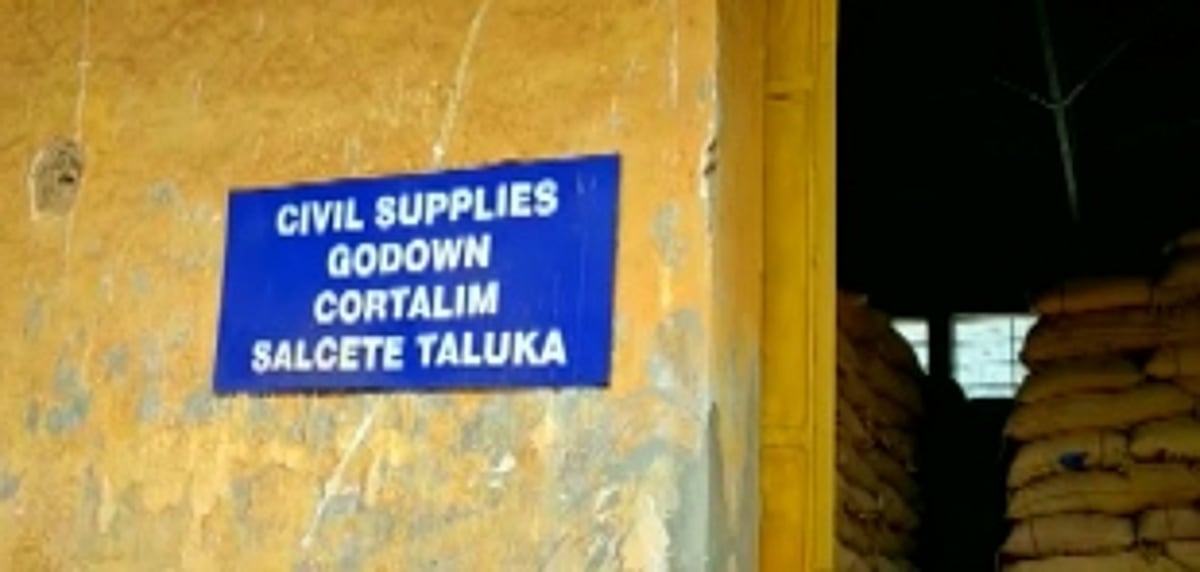 CIVIL SUPPLIES
GODOWN
CORTALIM
SALCETE TALUKA